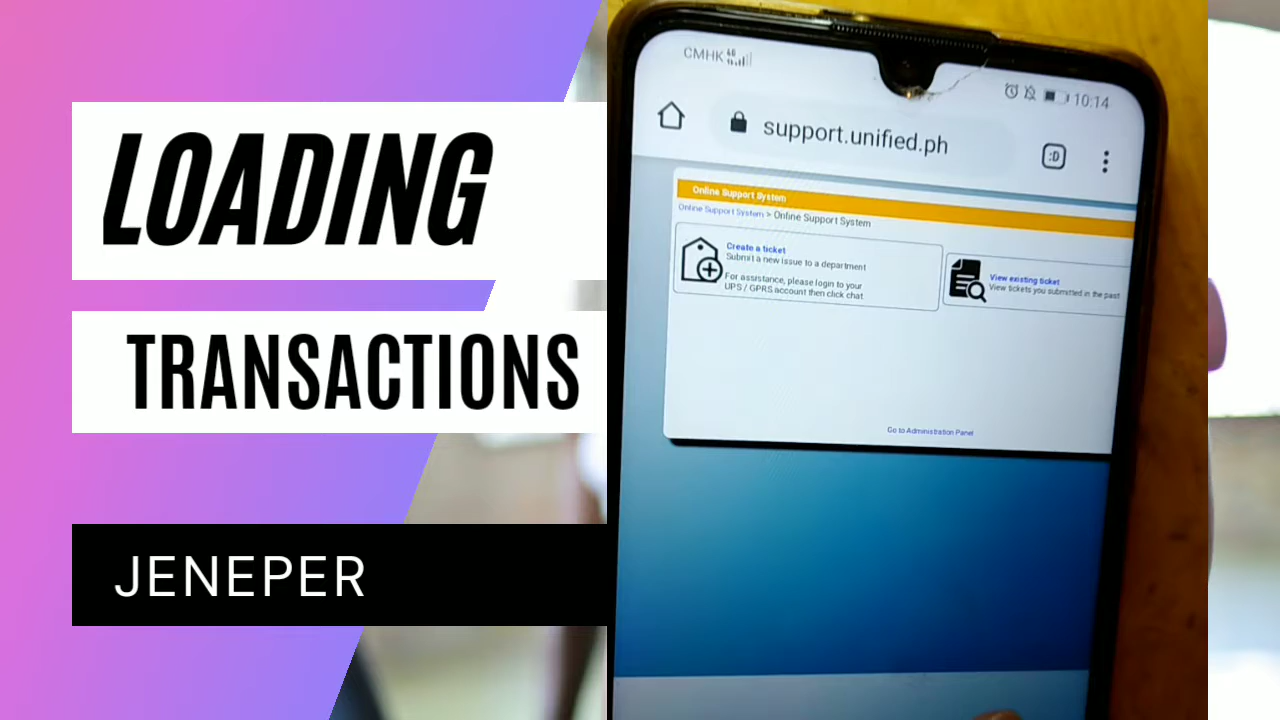 LOADING
TRANSACTIONS
JENEPER
CMHK 4G
10:14
support.unified.ph
:D
Online Support System
Online Support System > Online Support System
Create a ticket
Submit a new issue to a department
For assistance, please login to your
UPS / GPRS account then click chat
View existing ticket
View tickets you submitted in the past
Go to Administration Panel